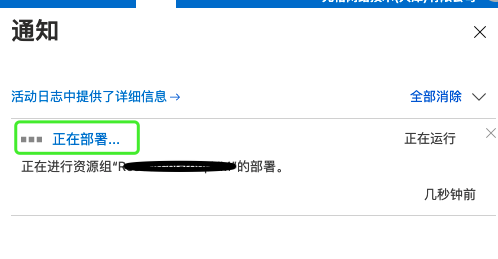 通知
活动日志中提供了详细信息→
全部消除
正在部署...
正在运行
正在进行资源组“R 的部署。
几秒钟前